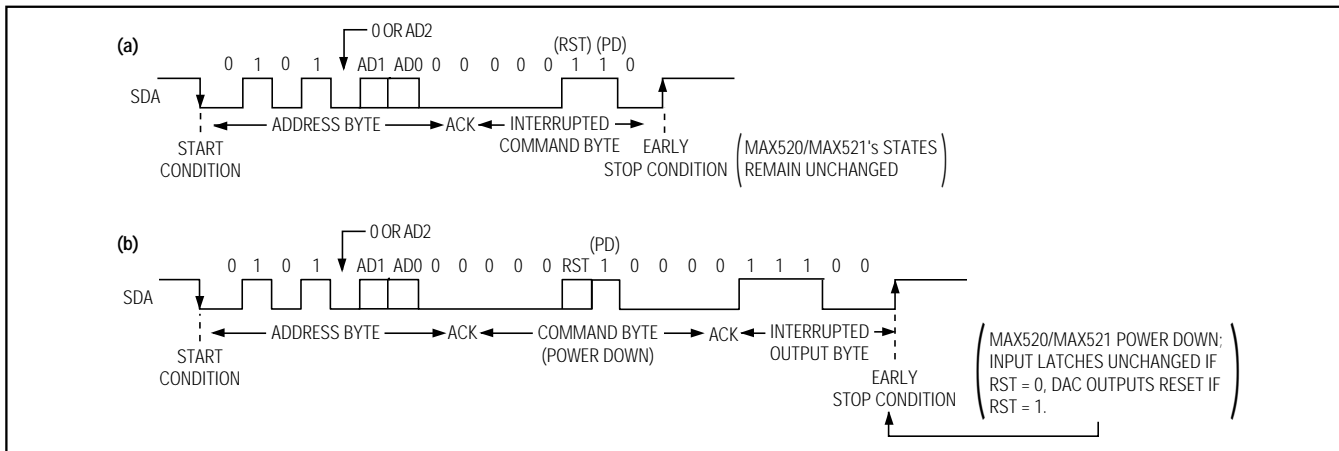 (a)
0 OR AD2
(RST) (PD)
0 1 0 1 AD1 AD0 0 0 0 0 0 1 1 0
SDA
ADDRESS BYTE ACK INTERRUPTED
COMMAND BYTE
START
CONDITION
EARLY
STOP CONDITION
MAX520/MAX521's STATES
REMAIN UNCHANGED
(b)
0 OR AD2
(PD)
0 1 0 1 AD1 AD0 0 0 0 0 0 RST 1 0 0 0 0 1 1 1 0 0
SDA
ADDRESS BYTE ACK COMMAND BYTE
(POWER DOWN)
ACK INTERRUPTED
OUTPUT BYTE
START
CONDITION
EARLY
STOP CONDITION
MAX520/MAX521 POWER DOWN;
INPUT LATCHES UNCHANGED IF
RST = 0, DAC OUTPUTS RESET IF
RST = 1.